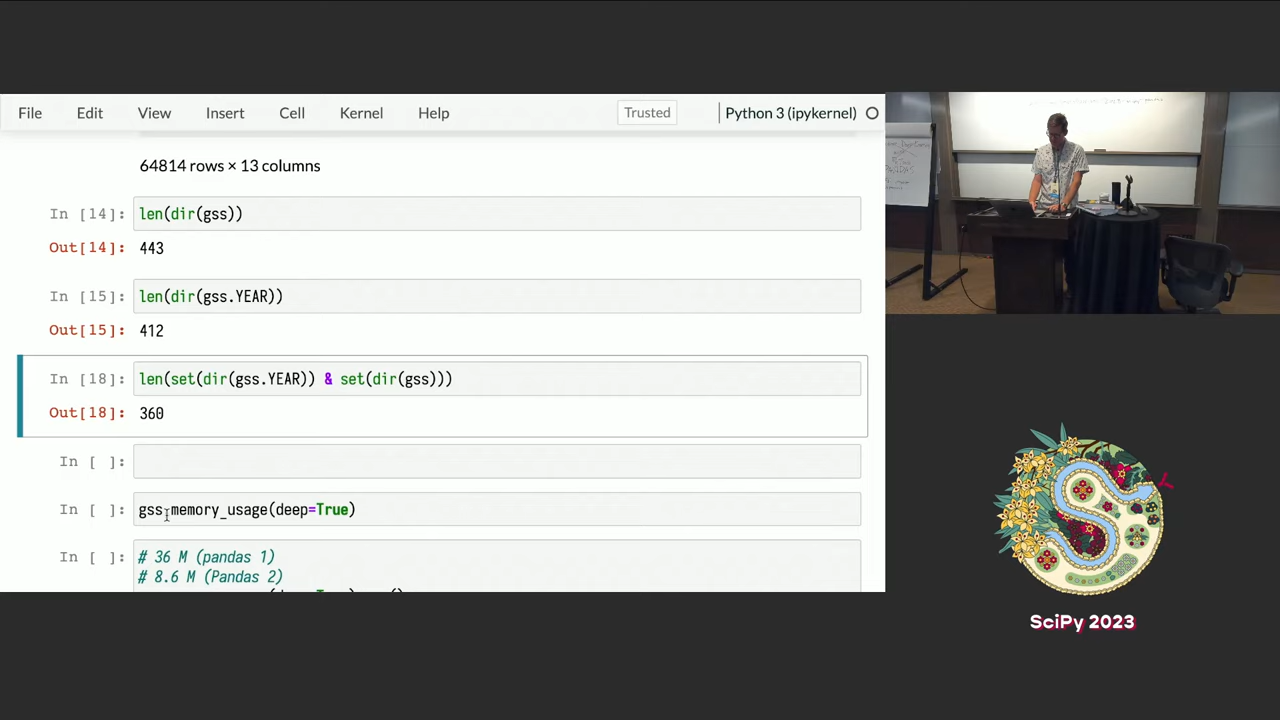 File Edit View Insert Cell Kernel Help Trusted Python 3 (ipykernel)
64814 rows × 13 columns
In [14]: len(dir(gss))
Out[14]: 443
In [15]: len(dir(gss.YEAR))
Out[15]: 412
In [18]: len(set(dir(gss.YEAR)) & set(dir(gss)))
Out[18]: 360
In [ ]:
In [ ]: gss.memory_usage(deep=True)
In [ ]: # 36 M (pandas 1)
# 8.6 M (Pandas 2)
SciPy 2023